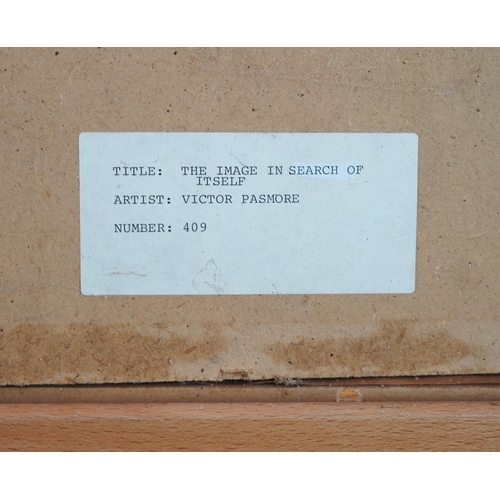 TITLE: THE IMAGE IN SEARCH OF
ITSELF
ARTIST: VICTOR PASMORE
NUMBER: 409